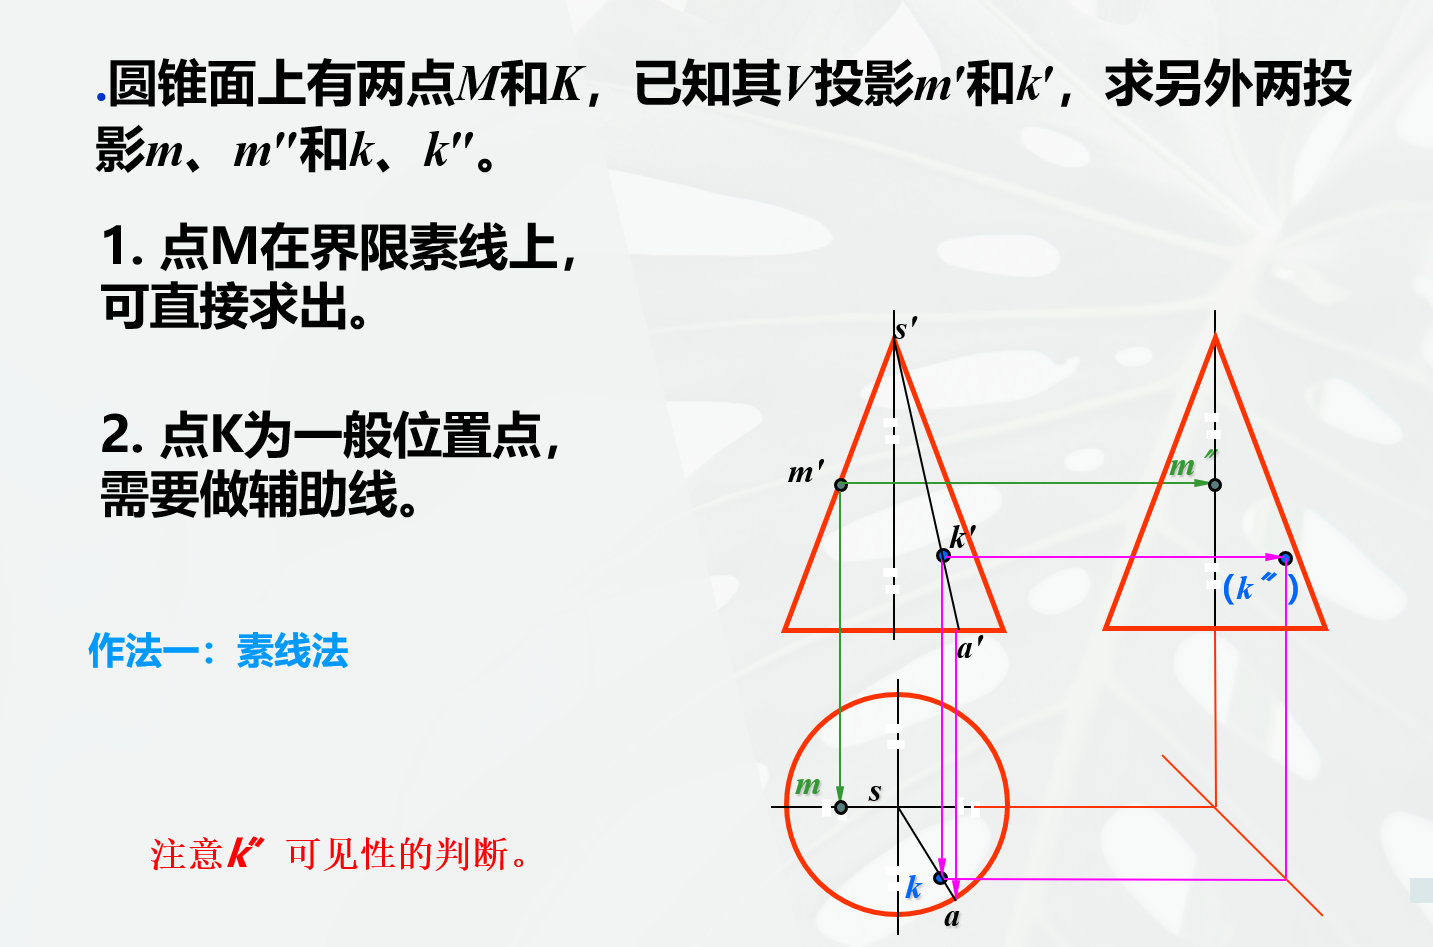 .圆锥面上有两点M和K，已知其V投影m′和k′，求另外两投
影m、m″和k、k″。
1. 点M在界限素线上，
可直接求出。
2. 点K为一般位置点，
需要做辅助线。
作法一：素线法
注意k″可见性的判断。
s′
m′
m″
k′
(k″)
a′
m
s
k
a